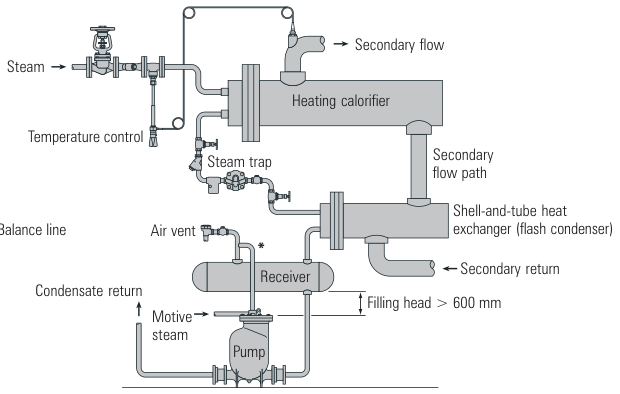 Secondary flow
Steam
Heating calorifier
Temperature control
Steam trap
Secondary
flow path
Shell-and-tube heat
exchanger (flash condenser)
Balance line
Air vent
*
Secondary return
Receiver
Condensate return
Filling head > 600 mm
Motive
steam
Pump